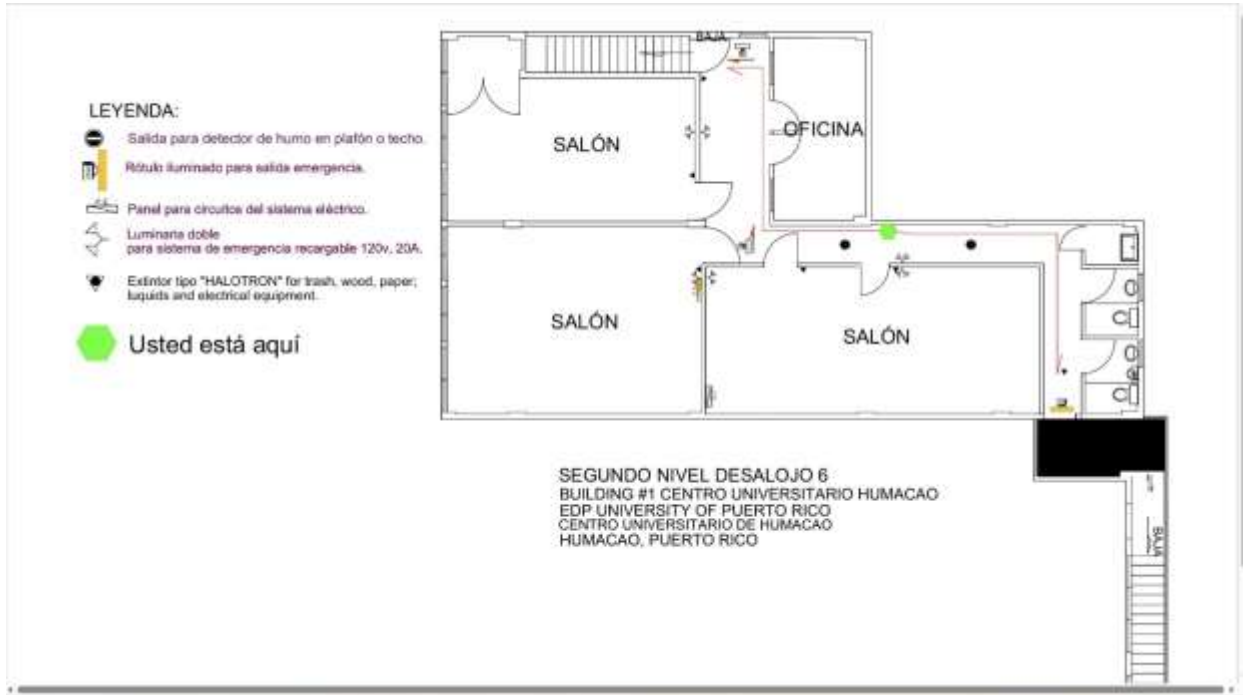 LEYENDA:
Salida para detector de humo en plafón o techo.
Rótulo iluminado para salida emergencia.
Panel para circuitos del sistema eléctrico.
Luminaria doble
para sistema de emergencia recargable 120v, 20A.
Extintor tipo "HALOTRON" for trash, wood, paper;
luquids and electrical equipment.
Usted está aquí
BAJA
OFICINA
SALÓN
SALÓN
SALÓN
SEGUNDO NIVEL DESALOJO 6
BUILDING #1 CENTRO UNIVERSITARIO HUMACAO
EDP UNIVERSITY OF PUERTO RICO
CENTRO UNIVERSITARIO DE HUMACAO
HUMACAO, PUERTO RICO
BAJA